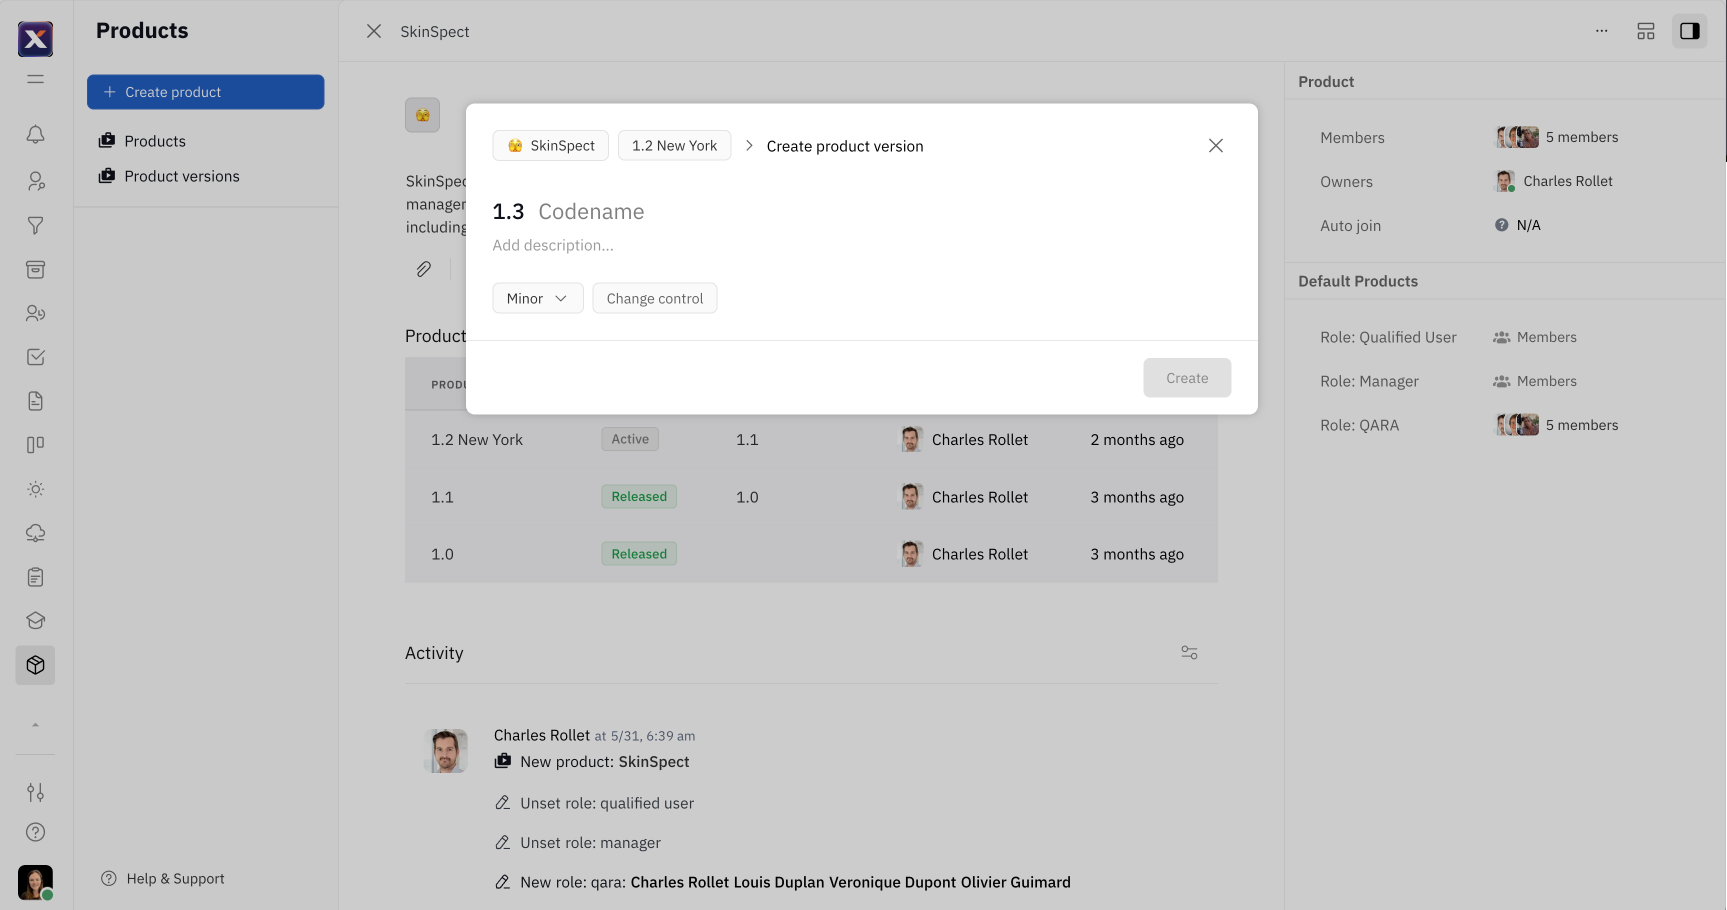 Products
Create product
Products
Product versions
Help & Support
SkinSpect
SkinSpec
manager
including
Product
PRODU
SkinSpect
1.2 New York
Create product version
1.3 Codename
Add description...
Minor
Change control
Create
1.2 New York Active 1.1 Charles Rollet 2 months ago
1.1 Released 1.0 Charles Rollet 3 months ago
1.0 Released Charles Rollet 3 months ago
Activity
Charles Rollet at 5/31, 6:39 am
New product: SkinSpect
Unset role: qualified user
Unset role: manager
New role: qara: Charles Rollet Louis Duplan Veronique Dupont Olivier Guimard
Product
Members 5 members
Owners Charles Rollet
Auto join N/A
Default Products
Role: Qualified User Members
Role: Manager Members
Role: QARA 5 members